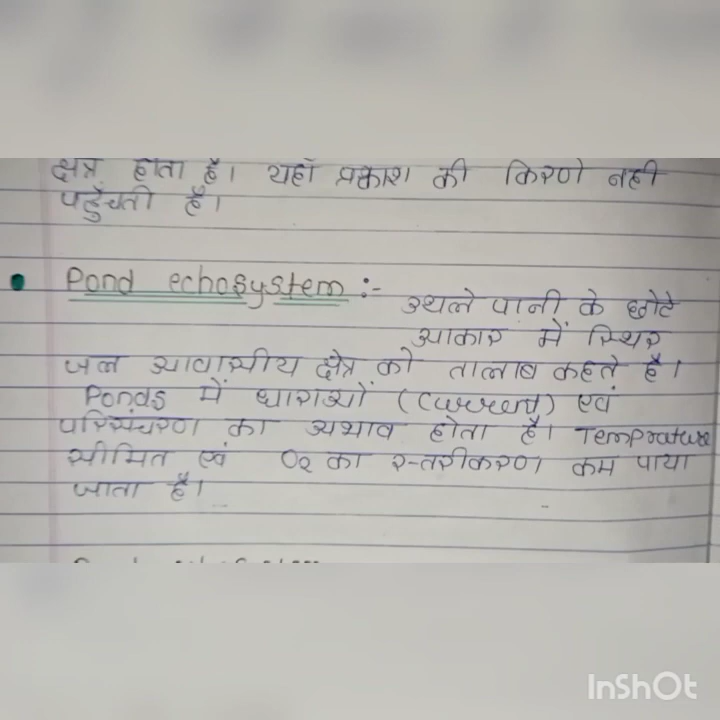 क्षेत्र होता है। यहाँ प्रकाश की किरणे नही
पहुँचती है।
Pond echosystem :-
उथले पानी के छोटे
आकार में स्थिर
जल आवासीय क्षेत्र को तालाब कहते है।
Ponds में धाराओं (Current) एवं
परिसंचरण का अभाव होता है। Temprature
सीमित एवं O2 का स्तरीकरण कम पाया
जाता है।
InShOt